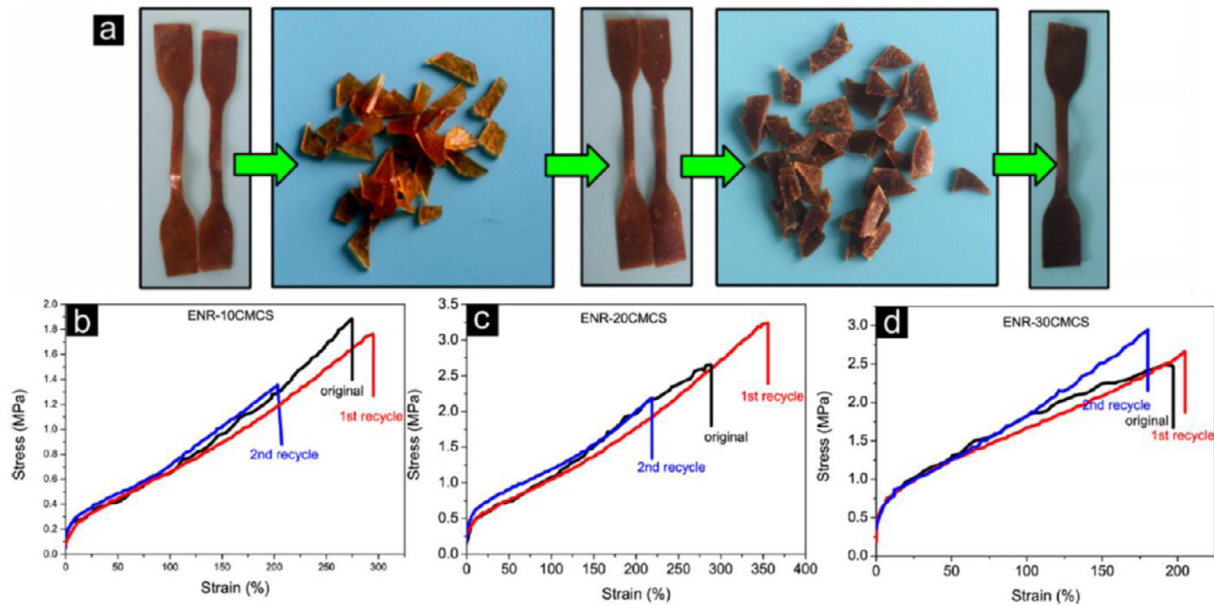 a
b
ENR-10CMCS
2.0
1.8
1.6
1.4
1.2
1.0
0.8
0.6
0.4
0.2
0.0
Stress (MPa)
original
1st recycle
2nd recycle
0 50 100 150 200 250 300
Strain (%)
c
ENR-20CMCS
3.5
3.0
2.5
2.0
1.5
1.0
0.5
0.0
Stress (MPa)
1st recycle
original
2nd recycle
0 50 100 150 200 250 300 350 400
Strain (%)
d
ENR-30CMCS
3.0
2.5
2.0
1.5
1.0
0.5
0.0
Stress (MPa)
2nd recycle
original
1st recycle
0 50 100 150 200
Strain (%)